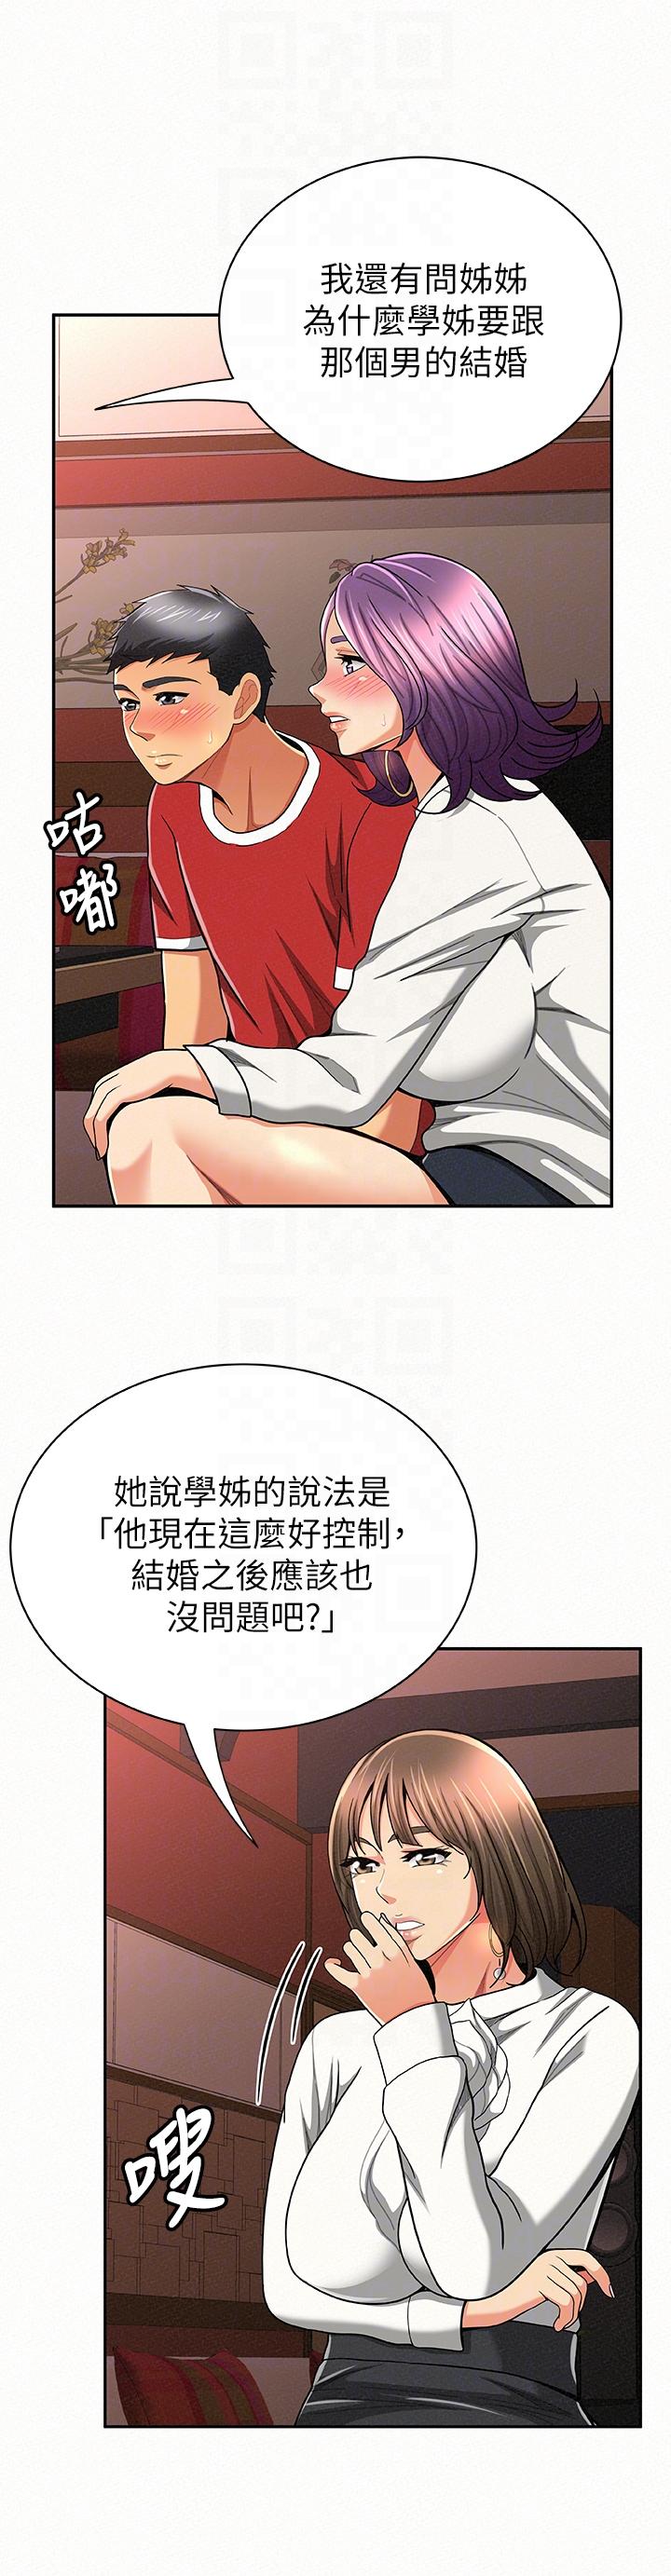 我還有問姊姊
為什麼學姊要跟
那個男的結婚
咕
嘟
她說學姊的說法是
「他現在這麼好控制，
結婚之後應該也
沒問題吧?」
嗖